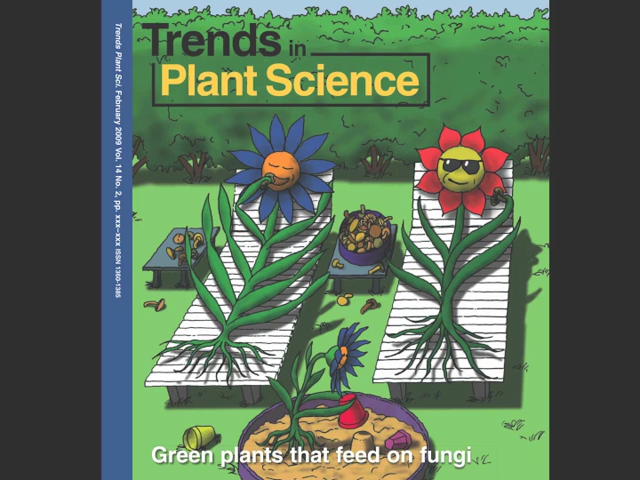 Trends in
Plant Science
Trends Plant Sci. February 2009 Vol. 14 No. 2, pp. xxx–xxx ISSN 1360-1385
Green plants that feed on fungi